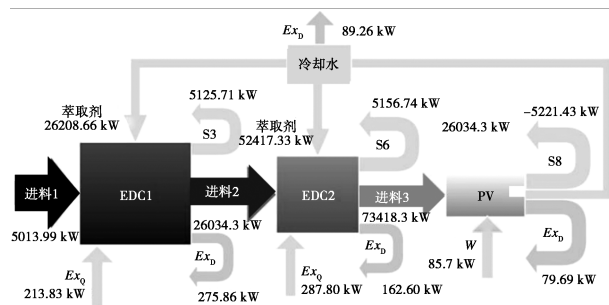 Ex_D
89.26 kW
冷却水
5125.71 kW
萃取剂
26208.66 kW
S3
萃取剂
52417.33 kW
5156.74 kW
S6
26034.3 kW
-5221.43 kW
S8
进料1
EDC1
进料2
EDC2
进料3
PV
5013.99 kW
26034.3 kW
73418.3 kW
Ex_Q
213.83 kW
Ex_D
275.86 kW
Ex_Q
287.80 kW
Ex_D
162.60 kW
W
85.7 kW
Ex_D
79.69 kW